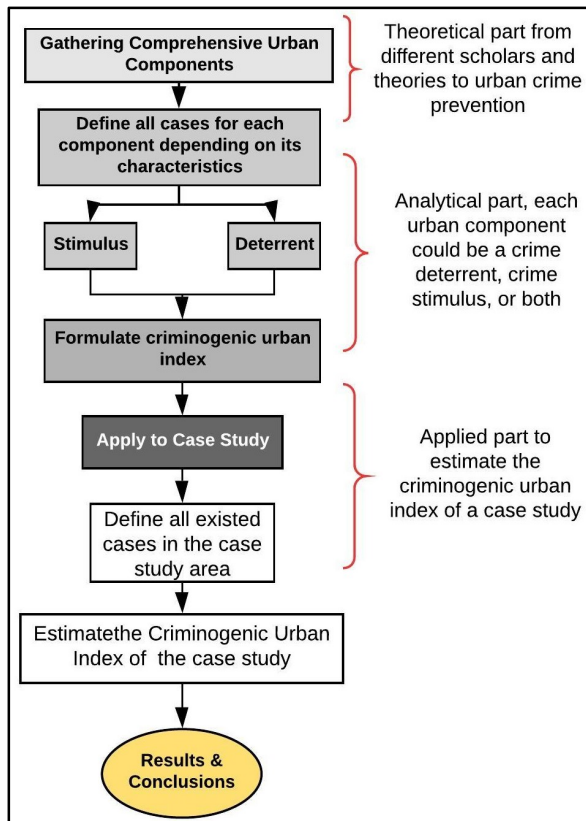 Gathering Comprehensive Urban
Components
Theoretical part from
different scholars and
theories to urban crime
prevention
Define all cases for each
component depending on its
characteristics
Stimulus
Deterrent
Analytical part, each
urban component
could be a crime
deterrent, crime
stimulus, or both
Formulate criminogenic urban
index
Apply to Case Study
Applied part to
estimate the
criminogenic urban
index of a case study
Define all existed
cases in the case
study area
Estimatethe Criminogenic Urban
Index of the case study
Results &
Conclusions